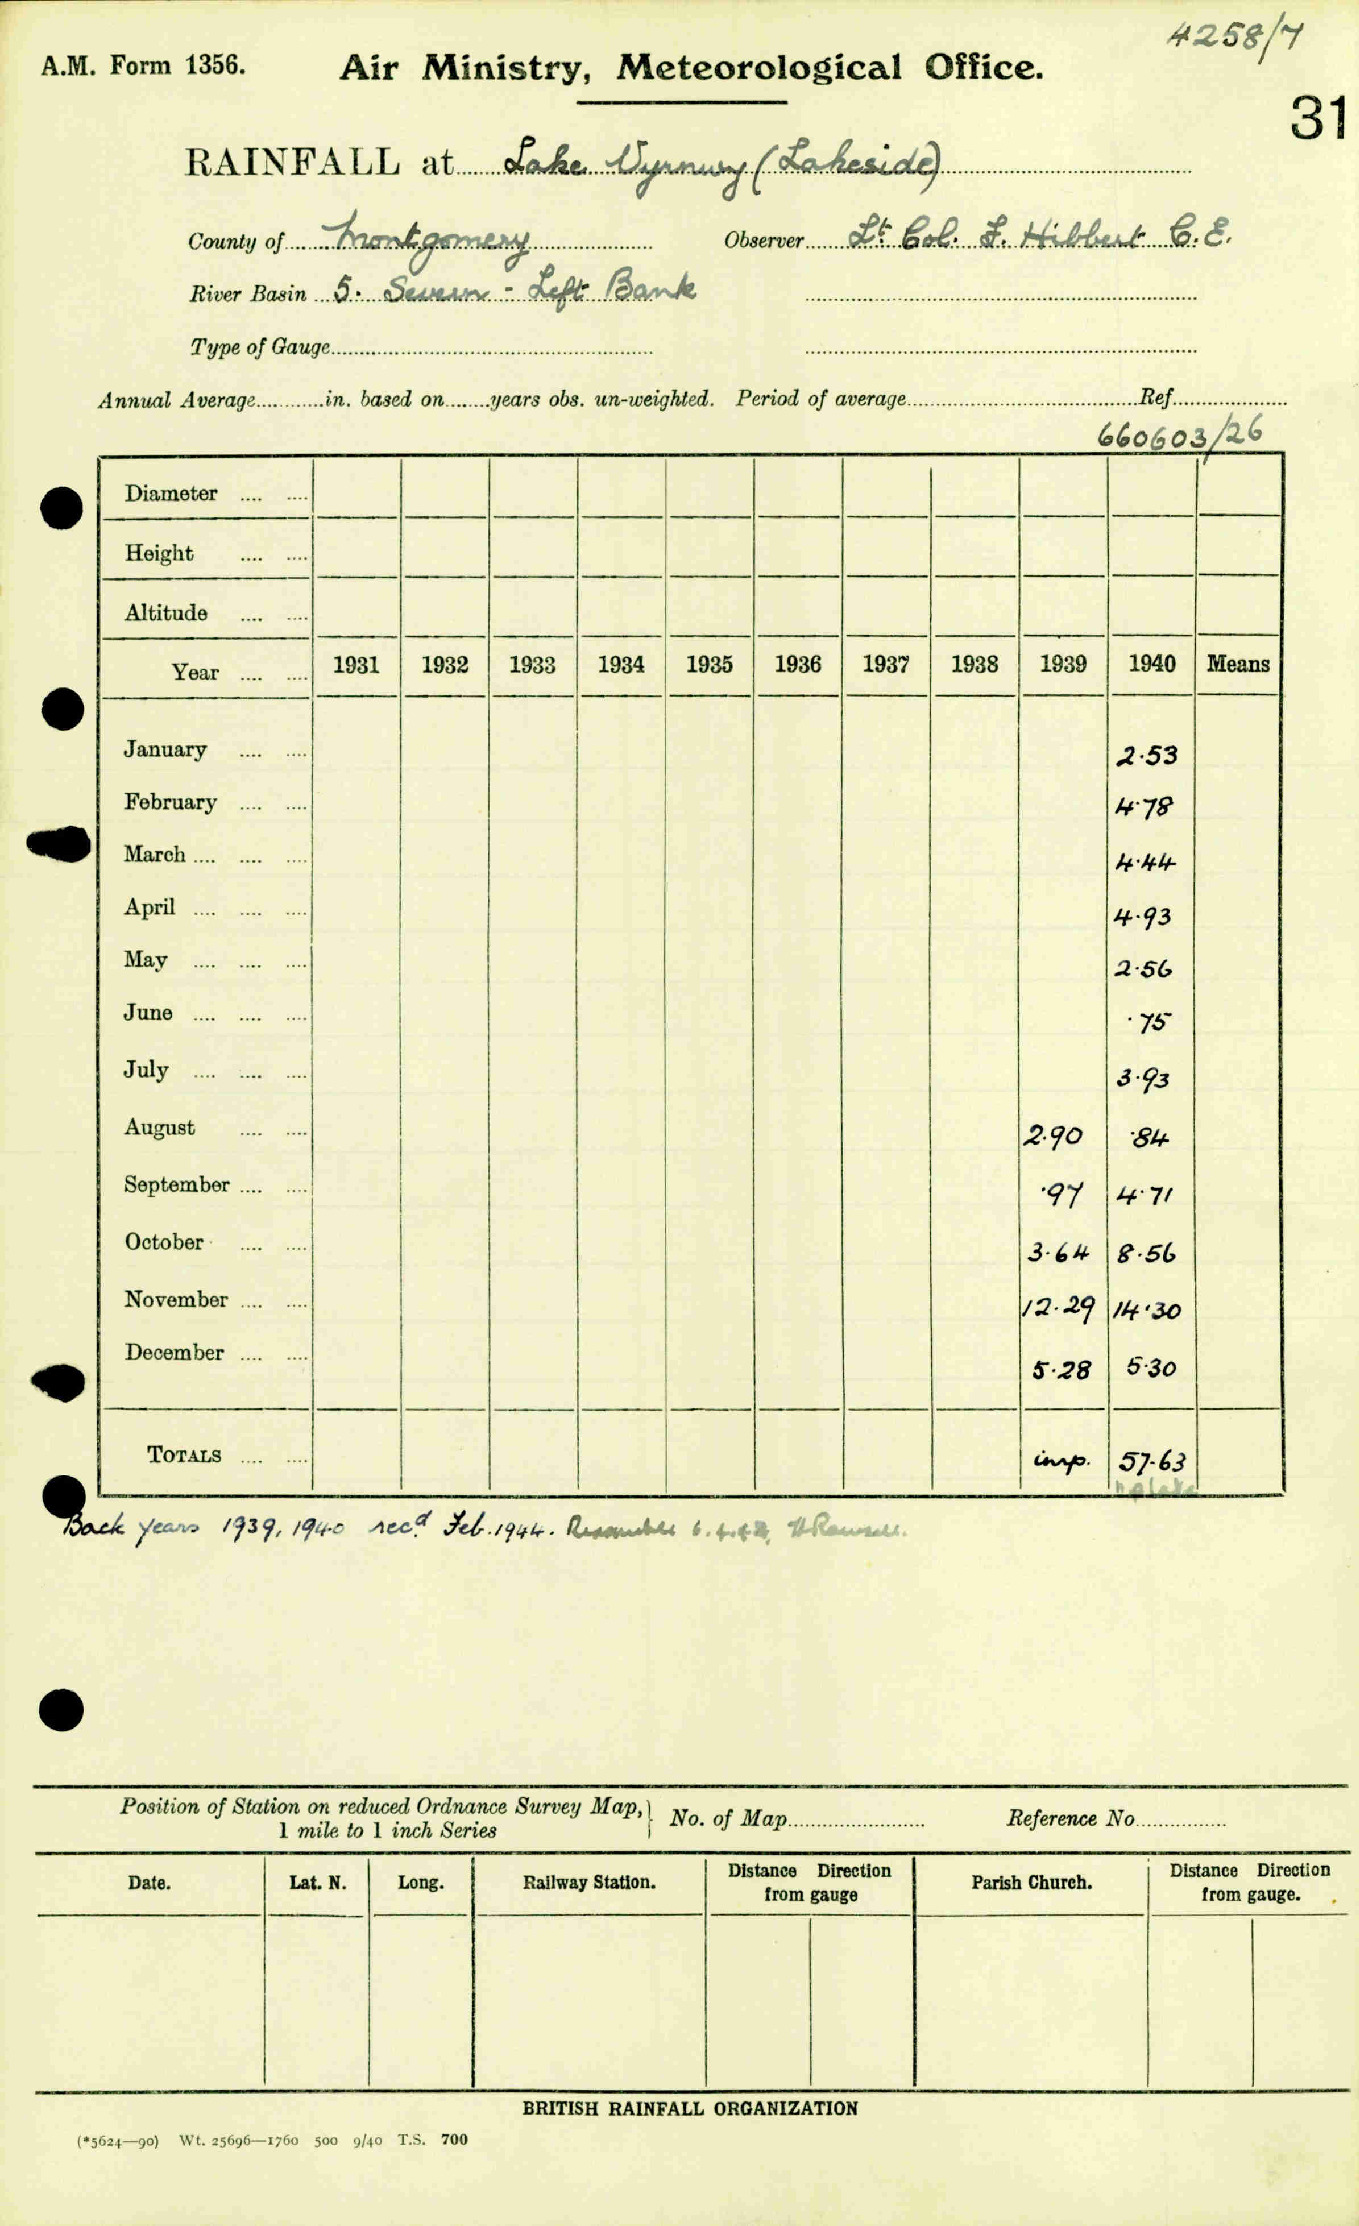 4258/7
A.M. Form 1356. Air Ministry, Meteorological Office.
31
RAINFALL at Lake Vyrnwy (Lakeside)
County of Montgomery Observer Lt. Col. F. Hibbert C.E.
River Basin 5. Severn - Left Bank
Type of Gauge
Annual Average in. based on years obs. un-weighted. Period of average Ref
660603/26
Diameter
Height
Altitude
Year 1931 1932 1933 1934 1935 1936 1937 1938 1939 1940 Means
January 2.53
February 4.78
March 4.44
April 4.93
May 2.56
June .75
July 3.93
August 2.90 .84
September .97 4.71
October 3.64 8.56
November 12.29 14.30
December 5.28 5.30
TOTALS imp. 57.63
Back years 1939, 1940 recd Feb. 1944.
Position of Station on reduced Ordnance Survey Map, 1 mile to 1 inch Series } No. of Map Reference No.
Date. Lat. N. Long. Railway Station. Distance Direction from gauge Parish Church. Distance Direction from gauge.
BRITISH RAINFALL ORGANIZATION
(*5624—90) Wt. 25696—1760 500 9/40 T.S. 700